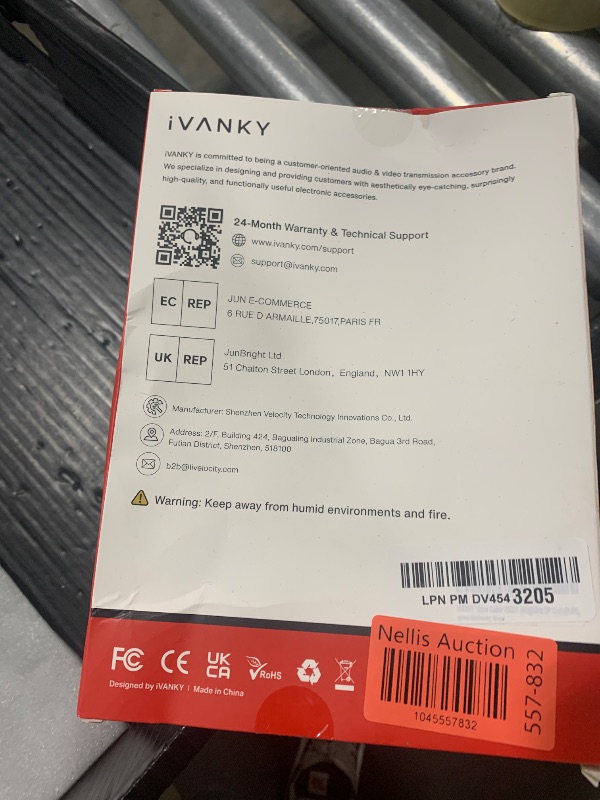 iVANKY
iVANKY is committed to being a customer-oriented audio & video transmission accessory brand.
We specialize in designing and providing customers with aesthetically eye-catching, surprisingly
high-quality, and functionally useful electronic accessories.
24-Month Warranty & Technical Support
www.ivanky.com/support
support@ivanky.com
EC REP
JUN E-COMMERCE
6 RUE D ARMAILLE,75017,PARIS FR
UK REP
JunBright Ltd
51 Chalton Street London, England, NW1 1HY
Manufacturer: Shenzhen Velocity Technology Innovations Co., Ltd.
Address: 2/F, Building 424, Bagualing Industrial Zone, Bagua 3rd Road,
Futian District, Shenzhen, 518100
b2b@livelocity.com
Warning: Keep away from humid environments and fire.
LPN PM DV454 3205
Nellis Auction
1045557832
557-832
FC CE UK CA RoHS
Designed by iVANKY | Made in China